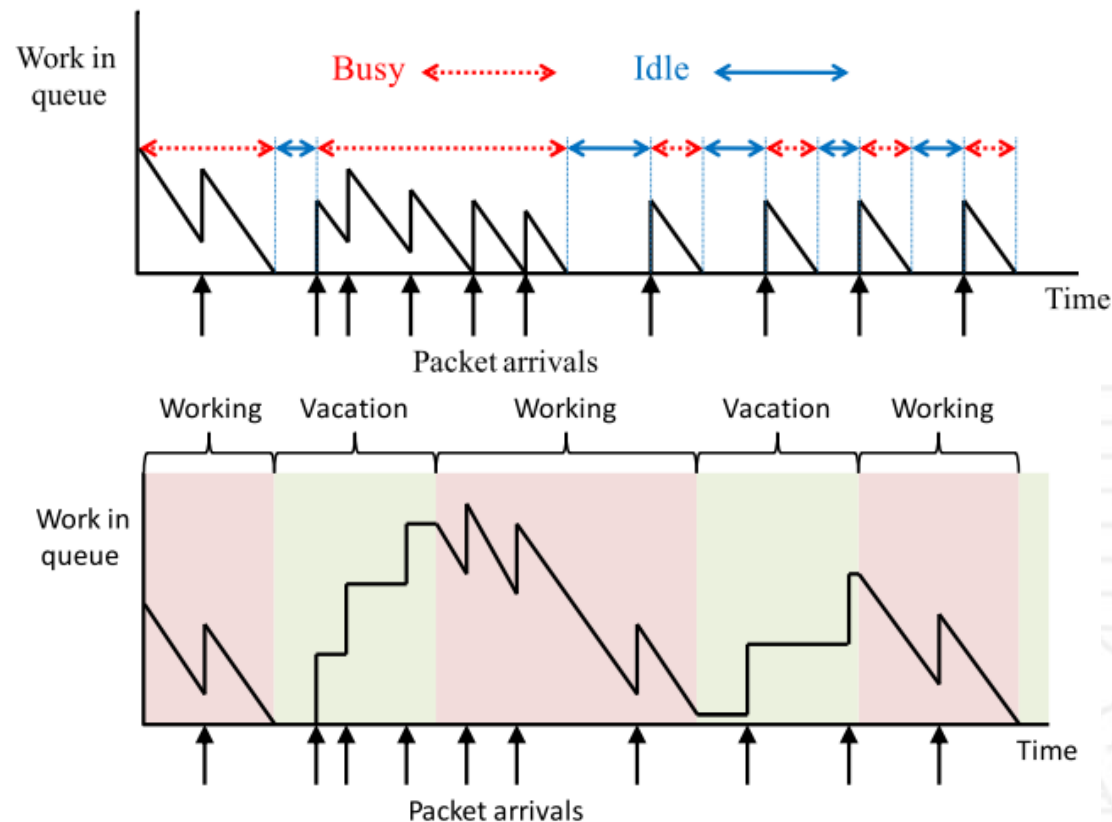 Work in
queue
Busy
Idle
Time
Packet arrivals
Working
Vacation
Working
Vacation
Working
Work in
queue
Time
Packet arrivals